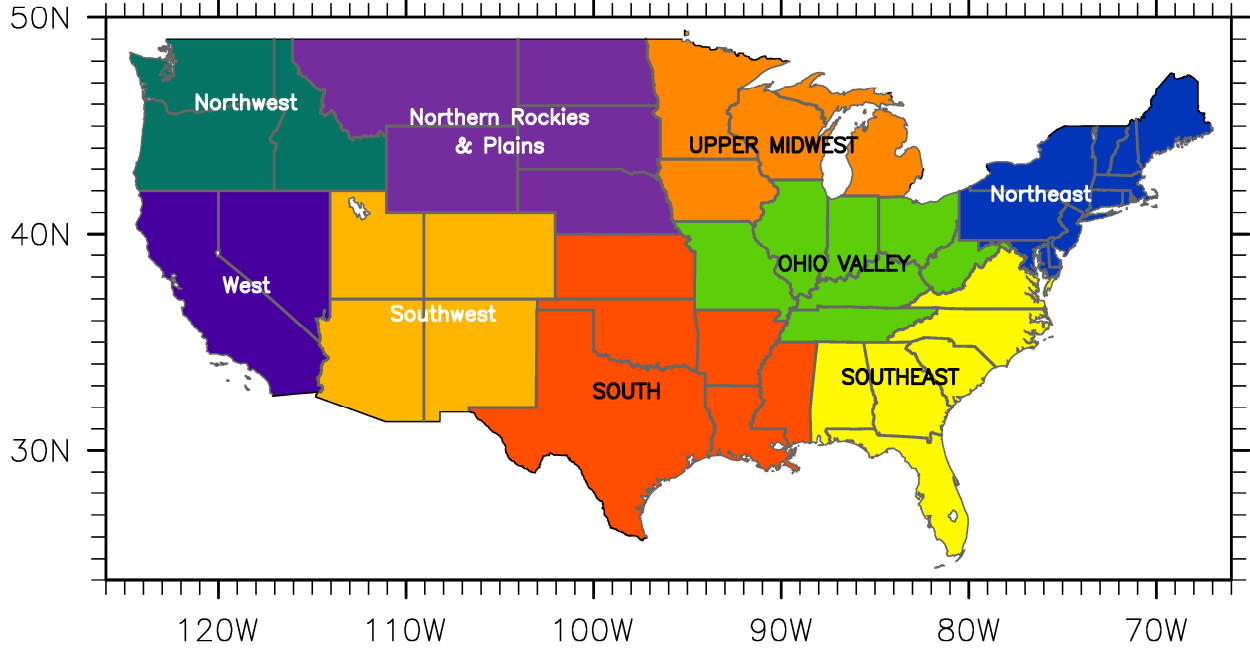 50N
Northwest
Northern Rockies
& Plains
UPPER MIDWEST
Northeast
40N
OHIO VALLEY
West
Southwest
SOUTHEAST
SOUTH
30N
120W 110W 100W 90W 80W 70W